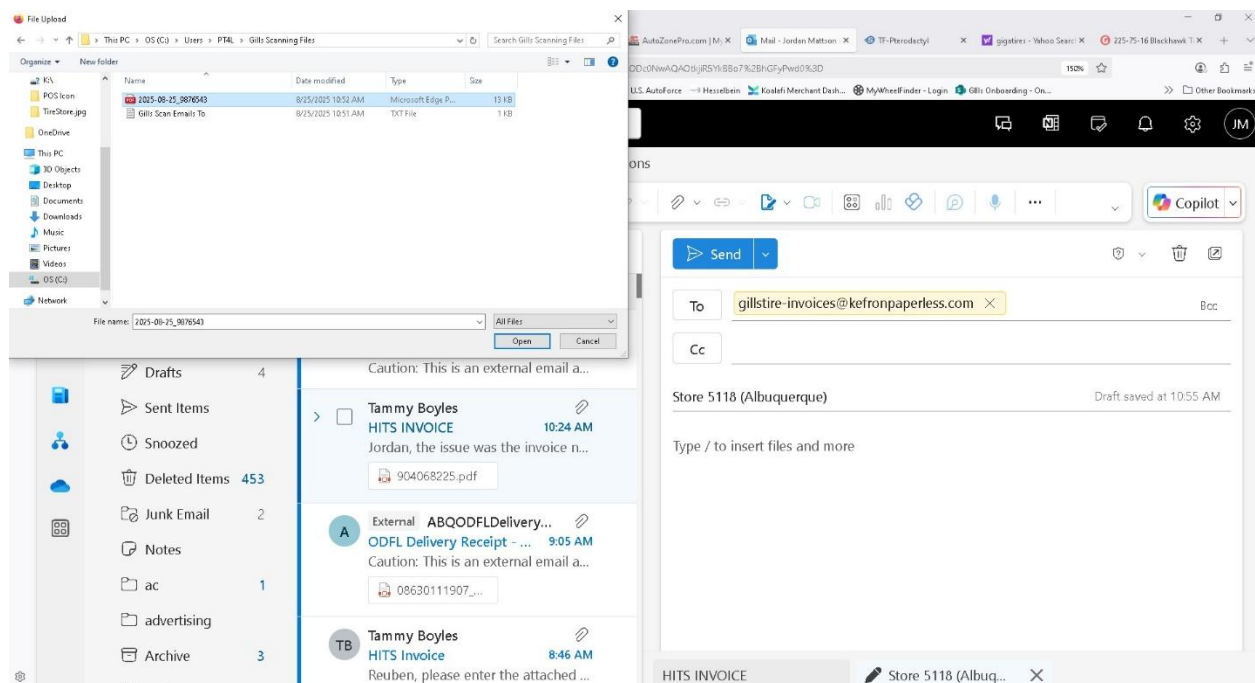 File Upload
This PC > OS (C:) > Users > PT4L > Gills Scanning Files
Search Gills Scanning Files
Organize New folder
K:\
POS Icon
TireStore.jpg
OneDrive
This PC
3D Objects
Desktop
Documents
Downloads
Music
Pictures
Videos
OS (C:)
Network
Name Date modified Type Size
2025-08-25_9876543 8/25/2025 10:52 AM Microsoft Edge P... 13 KB
Gills Scan Emails To 8/25/2025 10:51 AM TXT File 1 KB
File name: 2025-08-25_9876543 All Files
Open Cancel
AutoZonePro.com | M; Mail - Jordan Mattson TF-Pterodactyl gigatires - Yahoo Searc 225-75-16 Blackhawk T
150%
U.S. AutoForce Hesselbein Koalafi Merchant Dash... MyWheelFinder - Login Gills Onboarding - On... Other Bookmarks
JM
ons
Copilot
Send
To gillstire-invoices@kefronpaperless.com Bcc
Cc
Store 5118 (Albuquerque) Draft saved at 10:55 AM
Type / to insert files and more
Drafts 4
Sent Items
Snoozed
Deleted Items 453
Junk Email 2
Notes
ac 1
advertising
Archive 3
Caution: This is an external email a...
Tammy Boyles
HITS INVOICE 10:24 AM
Jordan, the issue was the invoice n...
904068225.pdf
A
External ABQODFLDelivery...
ODFL Delivery Receipt - ... 9:05 AM
Caution: This is an external email a...
08630111907_...
TB
Tammy Boyles
HITS Invoice 8:46 AM
Reuben, please enter the attached ...
HITS INVOICE Store 5118 (Albuq...